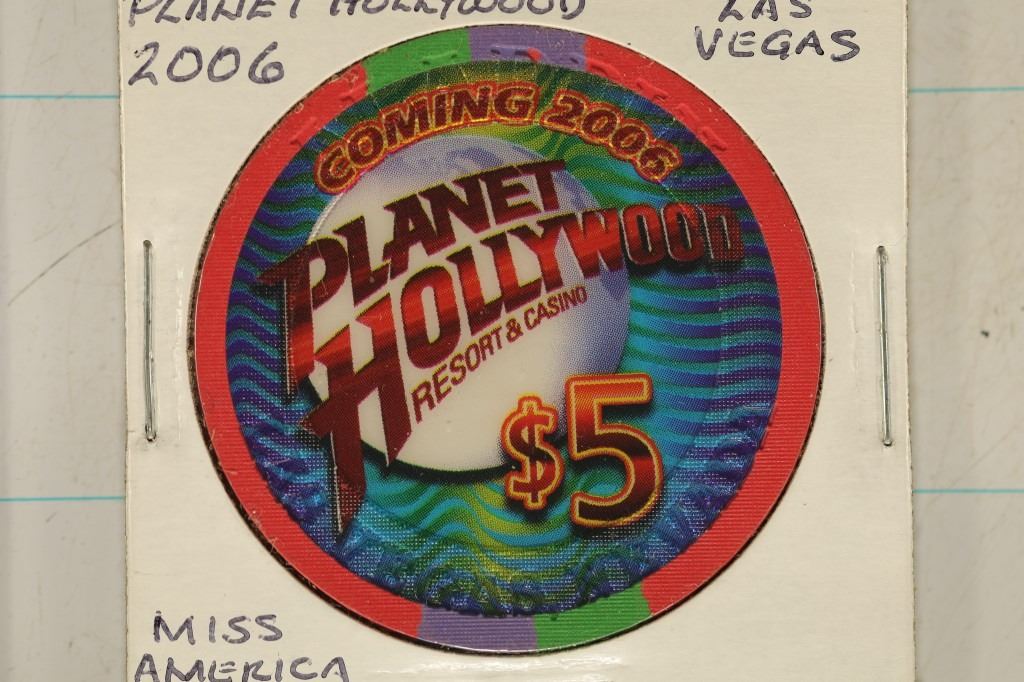 PLANET HOLLYWOOD
LAS
2006
VEGAS
COMING 2006
PLANET
HOLLYWOOD
RESORT & CASINO
$5
MISS
AMERICA